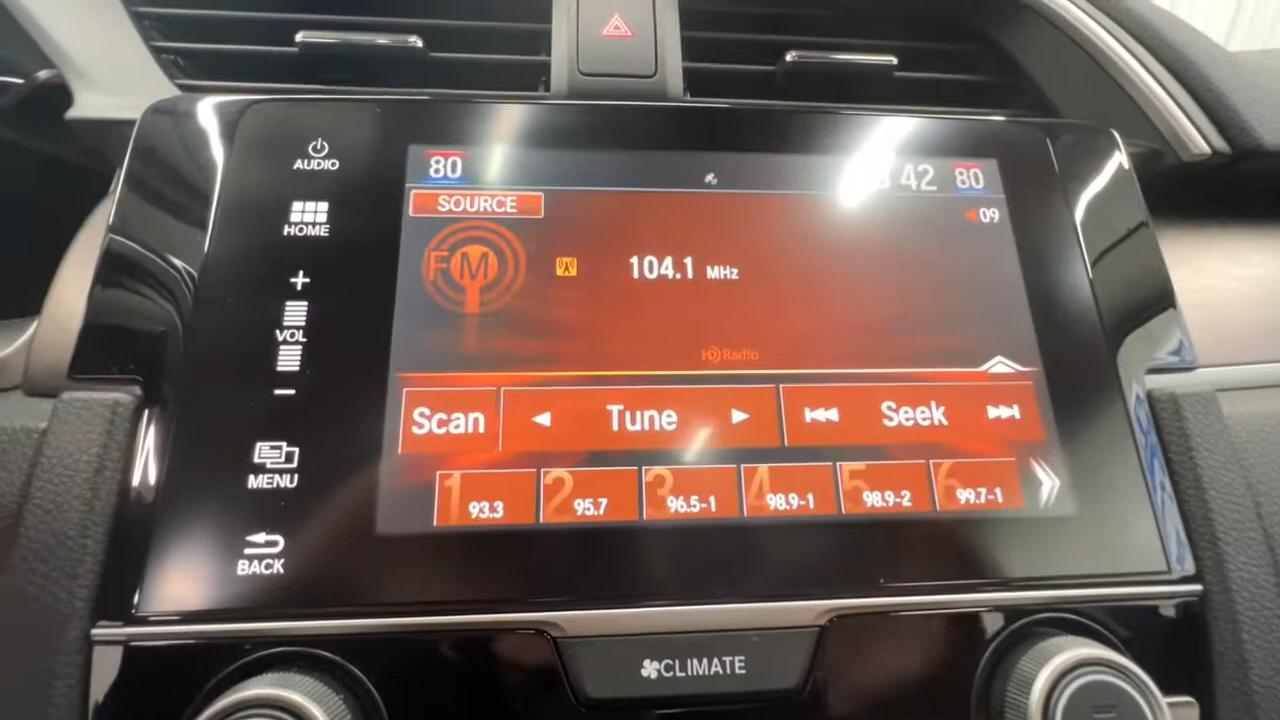 AUDIO
HOME
+
VOL
−
MENU
BACK
80
42
80
SOURCE
09
FM
104.1 MHz
HD Radio
Scan
Tune
Seek
1 93.3
2 95.7
3 96.5-1
4 98.9-1
5 98.9-2
6 99.7-1
CLIMATE